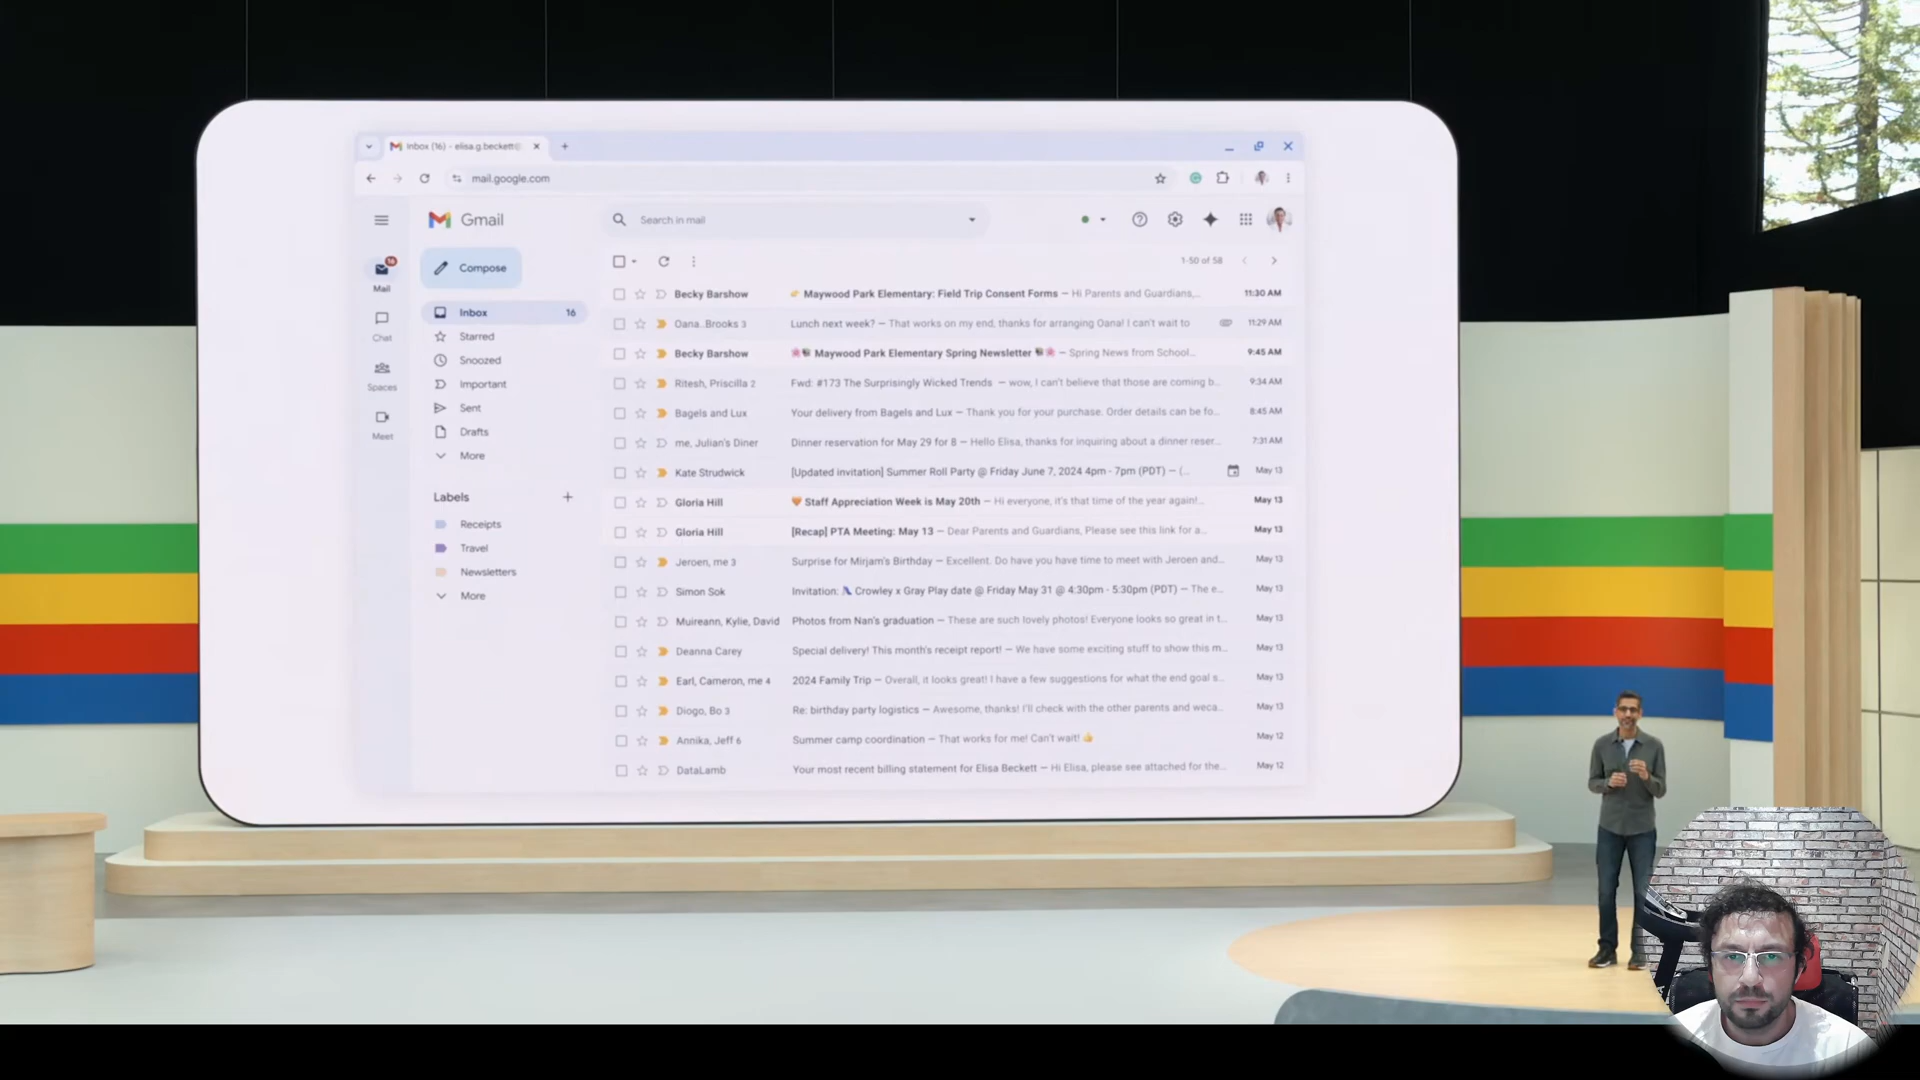 Inbox (16) - elisa.g.beckett@
mail.google.com
Gmail
Search in mail
Compose
1-50 of 58
16
Mail
Chat
Spaces
Meet
Inbox 16
Starred
Snoozed
Important
Sent
Drafts
More
Labels
Receipts
Travel
Newsletters
More
Becky Barshow 👉 Maywood Park Elementary: Field Trip Consent Forms — Hi Parents and Guardians,... 11:30 AM
Oana..Brooks 3 Lunch next week? — That works on my end, thanks for arranging Oana! I can't wait to 11:29 AM
Becky Barshow Maywood Park Elementary Spring Newsletter — Spring News from School... 9:45 AM
Ritesh, Priscilla 2 Fwd: #173 The Surprisingly Wicked Trends — wow, I can't believe that those are coming b... 9:34 AM
Bagels and Lux Your delivery from Bagels and Lux — Thank you for your purchase. Order details can be fo... 8:45 AM
me, Julian's Diner Dinner reservation for May 29 for 8 — Hello Elisa, thanks for inquiring about a dinner reser... 7:31 AM
Kate Strudwick [Updated invitation] Summer Roll Party @ Friday June 7, 2024 4pm - 7pm (PDT) — (... May 13
Gloria Hill 🧡 Staff Appreciation Week is May 20th — Hi everyone, it's that time of the year again!... May 13
Gloria Hill [Recap] PTA Meeting: May 13 — Dear Parents and Guardians, Please see this link for a... May 13
Jeroen, me 3 Surprise for Mirjam's Birthday — Excellent. Do have you have time to meet with Jeroen and... May 13
Simon Sok Invitation: Crowley x Gray Play date @ Friday May 31 @ 4:30pm - 5:30pm (PDT) — The e... May 13
Muireann, Kylie, David Photos from Nan's graduation — These are such lovely photos! Everyone looks so great in t... May 13
Deanna Carey Special delivery! This month's receipt report! — We have some exciting stuff to show this m... May 13
Earl, Cameron, me 4 2024 Family Trip — Overall, it looks great! I have a few suggestions for what the end goal s... May 13
Diogo, Bo 3 Re: birthday party logistics — Awesome, thanks! I'll check with the other parents and weca... May 13
Annika, Jeff 6 Summer camp coordination — That works for me! Can't wait! 👍 May 12
DataLamb Your most recent billing statement for Elisa Beckett — Hi Elisa, please see attached for the... May 12